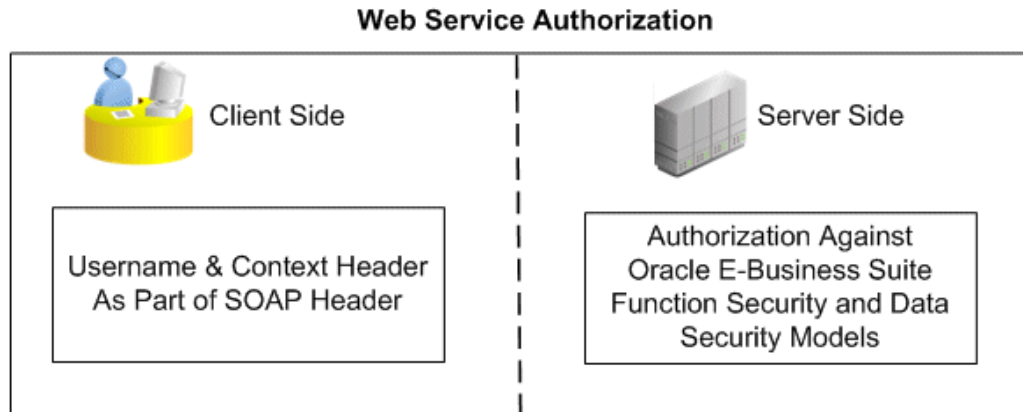 Web Service Authorization
Client Side
Server Side
Username & Context Header
As Part of SOAP Header
Authorization Against
Oracle E-Business Suite
Function Security and Data
Security Models